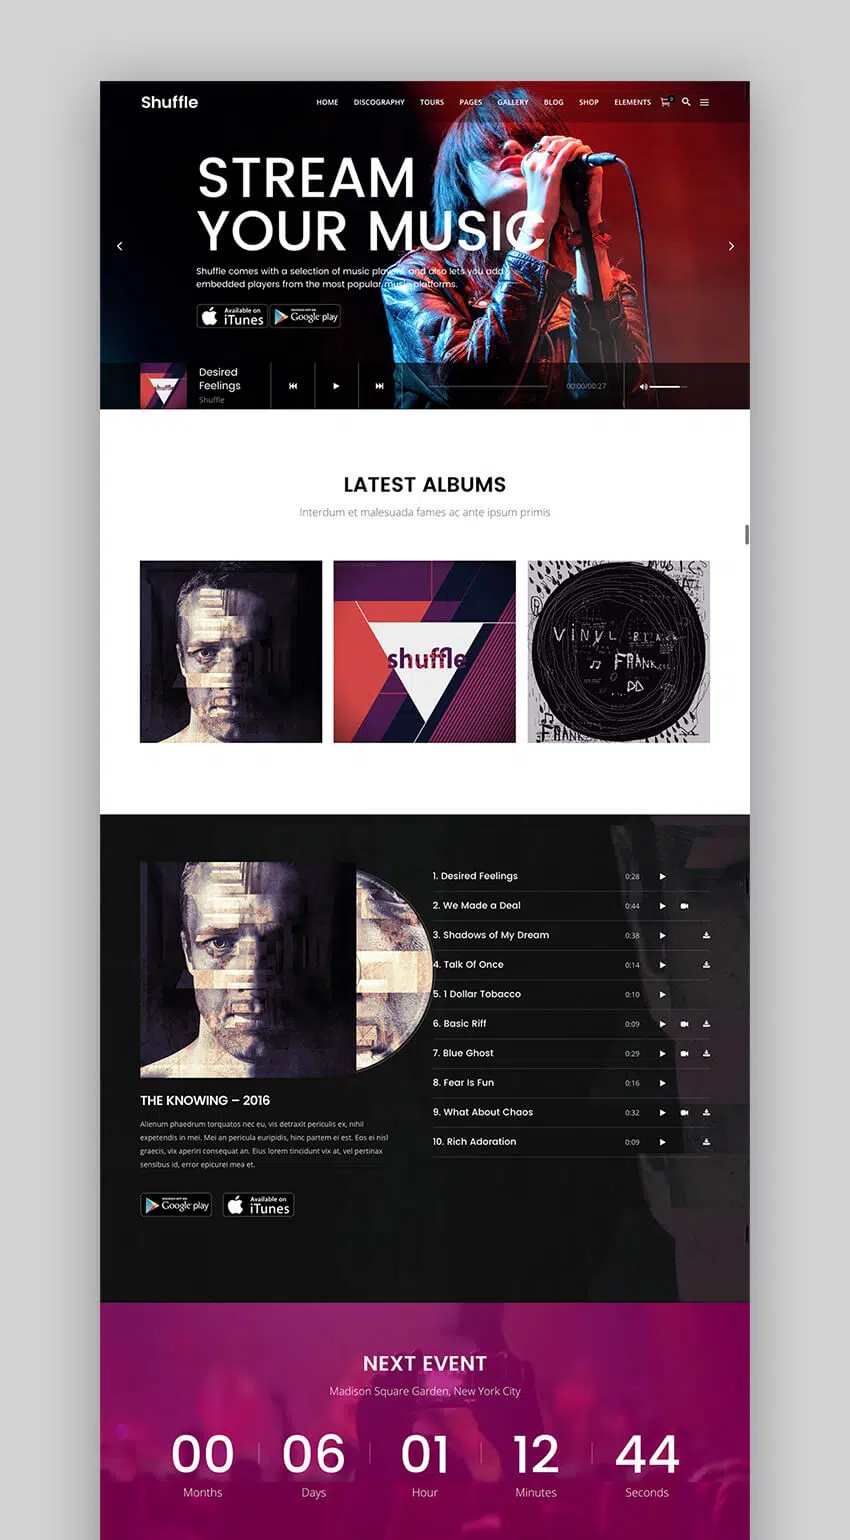 Shuffle
HOME DISCOGRAPHY TOURS PAGES GALLERY BLOG SHOP ELEMENTS
STREAM
YOUR MUSIC
Shuffle comes with a selection of music players, and also lets you add
embedded players from the most popular music platforms.
Available on
iTunes
Google play
Desired
Feelings
Shuffle
00:00/00:27
LATEST ALBUMS
Interdum et malesuada fames ac ante ipsum primis
shuffle
VINYL BLACK
FRANK
FRANK
1. Desired Feelings 0:28
2. We Made a Deal 0:44
3. Shadows of My Dream 0:38
4. Talk Of Once 0:14
5. 1 Dollar Tobacco 0:10
6. Basic Riff 0:09
7. Blue Ghost 0:29
8. Fear Is Fun 0:16
9. What About Chaos 0:32
10. Rich Adoration 0:09
THE KNOWING – 2016
Alienum phaedrum torquatos nec eu, vis detraxit periculis ex, nihil
expetendis in mei. Mei an pericula euripidis, hinc partem ei est. Eos ei nisl
graecis, vix aperiri consequat an. Eius lorem tincidunt vix at, vel pertinax
sensibus id, error epicurei mea et.
Google play
Available on
iTunes
NEXT EVENT
Madison Square Garden, New York City
00 06 01 12 44
Months Days Hour Minutes Seconds